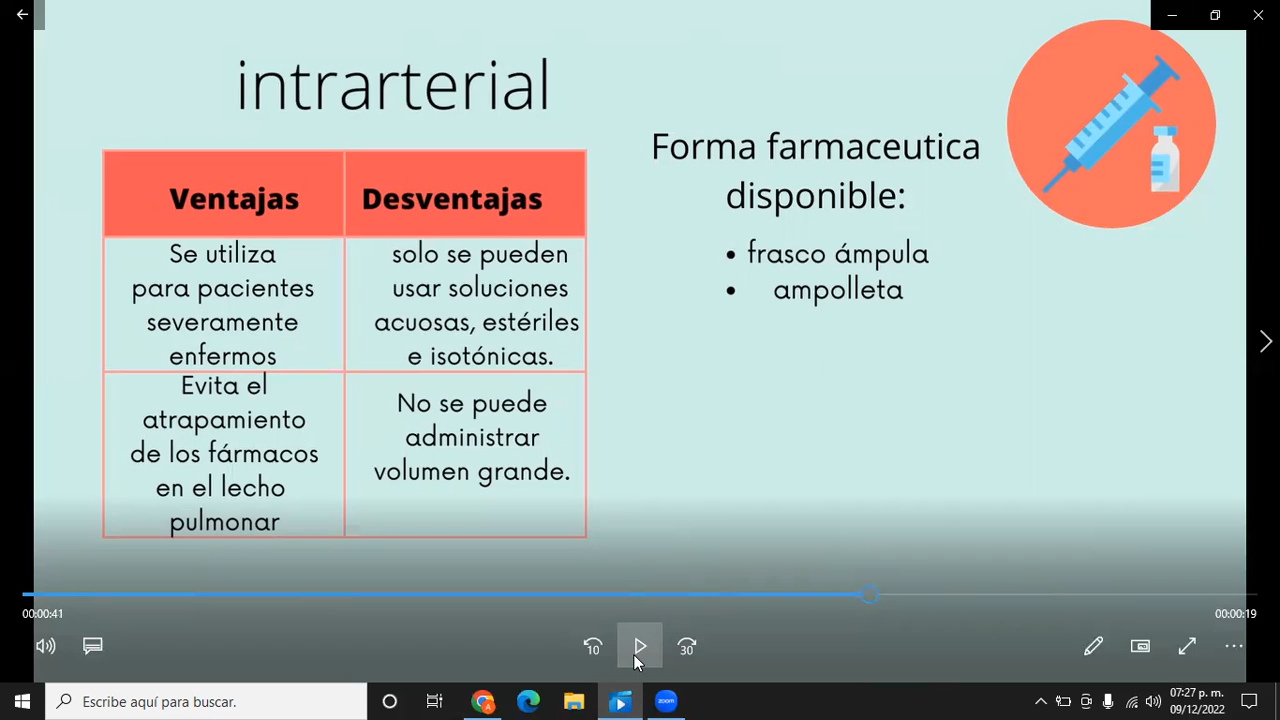 intrarterial
Ventajas
Desventajas
Se utiliza
para pacientes
severamente
enfermos
solo se pueden
usar soluciones
acuosas, estériles
e isotónicas.
Evita el
atrapamiento
de los fármacos
en el lecho
pulmonar
No se puede
administrar
volumen grande.
Forma farmaceutica
disponible:
• frasco ámpula
• ampolleta
00:00:41
00:00:19
10
30
Escribe aquí para buscar.
zoom
07:27 p. m.
09/12/2022